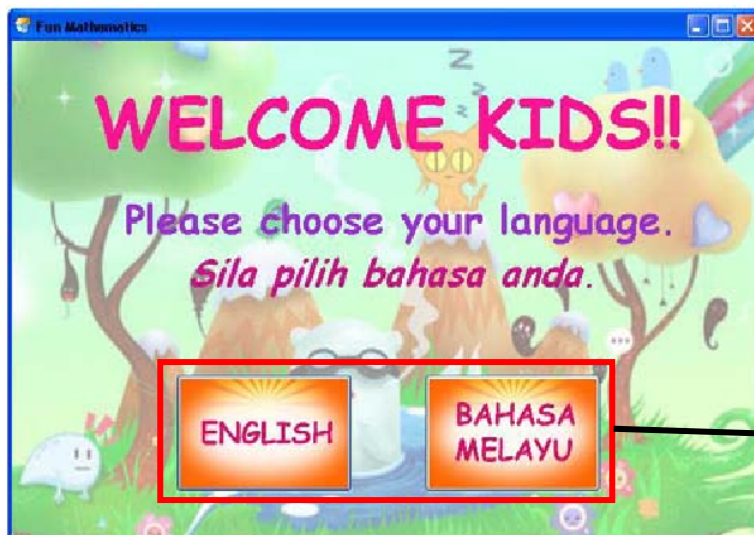 Fun Mathematics
Z
z
z
WELCOME KIDS!!
Please choose your language.
Sila pilih bahasa anda.
ENGLISH
BAHASA
MELAYU